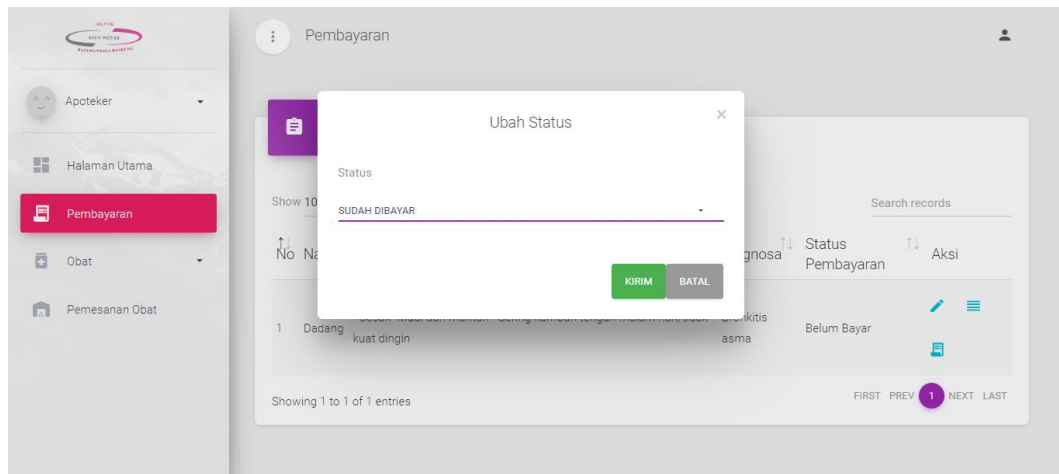 KLINIK
Pembayaran
Apoteker
Halaman Utama
Pembayaran
Obat
Pemesanan Obat
Ubah Status
×
Status
SUDAH DIBAYAR
KIRIM BATAL
Show 10
Search records
No Na
gnosa
Status
Pembayaran
Aksi
1 Dadang
kuat dingin
asma
Belum Bayar
Showing 1 to 1 of 1 entries
FIRST PREV 1 NEXT LAST